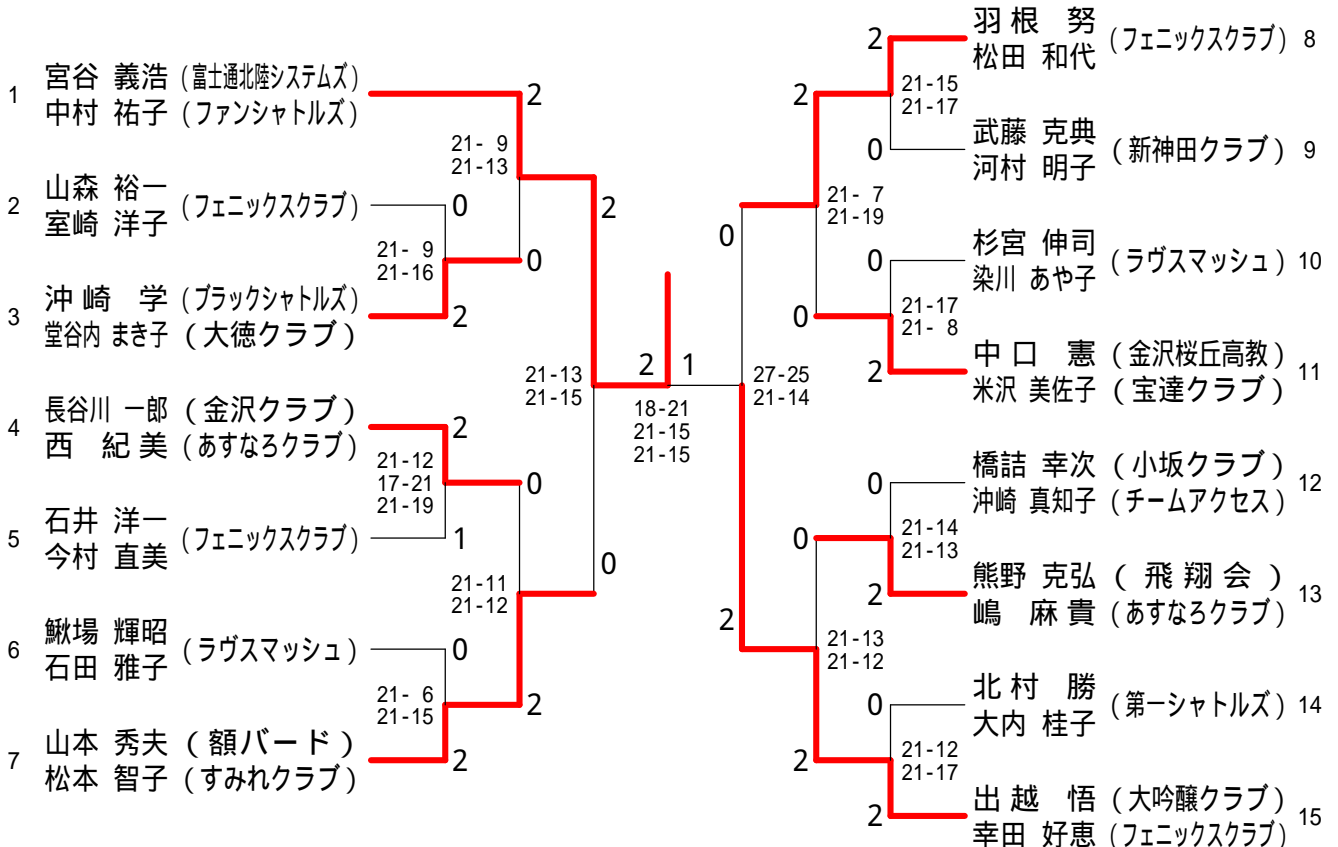 1 宮谷 義浩 (富士通北陸システムズ)
中村 祐子 (ファンシャトルズ)
2
21- 9
21-13
2 山森 裕一
室崎 洋子 (フェニックスクラブ)
0
2
21- 9
21-16
0
3 沖崎 学 (ブラックシャトルズ)
堂谷内 まき子 (大徳クラブ)
2
21-13
21-15
4 長谷川 一郎 (金沢クラブ)
西 紀美 (あすなろクラブ)
2
21-12
17-21
21-19
0
5 石井 洋一
今村 直美 (フェニックスクラブ)
1
0
21-11
21-12
6 鰍場 輝昭
石田 雅子 (ラヴスマッシュ)
0
21- 6
21-15
2
7 山本 秀夫 (額バード)
松本 智子 (すみれクラブ)
2
2 1
18-21
21-15
21-15
2
羽根 努
松田 和代 (フェニックスクラブ) 8
2
21-15
21-17
0
武藤 克典
河村 明子 (新神田クラブ) 9
21- 7
21-19
0
0
杉宮 伸司
染川 あや子 (ラヴスマッシュ) 10
0
21-17
21- 8
2
中口 憲 (金沢桜丘高教)
米沢 美佐子 (宝達クラブ) 11
27-25
21-14
0
橋詰 幸次 (小坂クラブ)
沖崎 真知子 (チームアクセス) 12
0
21-14
21-13
2
熊野 克弘 (飛翔会)
嶋 麻貴 (あすなろクラブ) 13
2
21-13
21-12
0
北村 勝
大内 桂子 (第一シャトルズ) 14
2
21-12
21-17
2
出越 悟 (大吟醸クラブ)
幸田 好恵 (フェニックスクラブ) 15